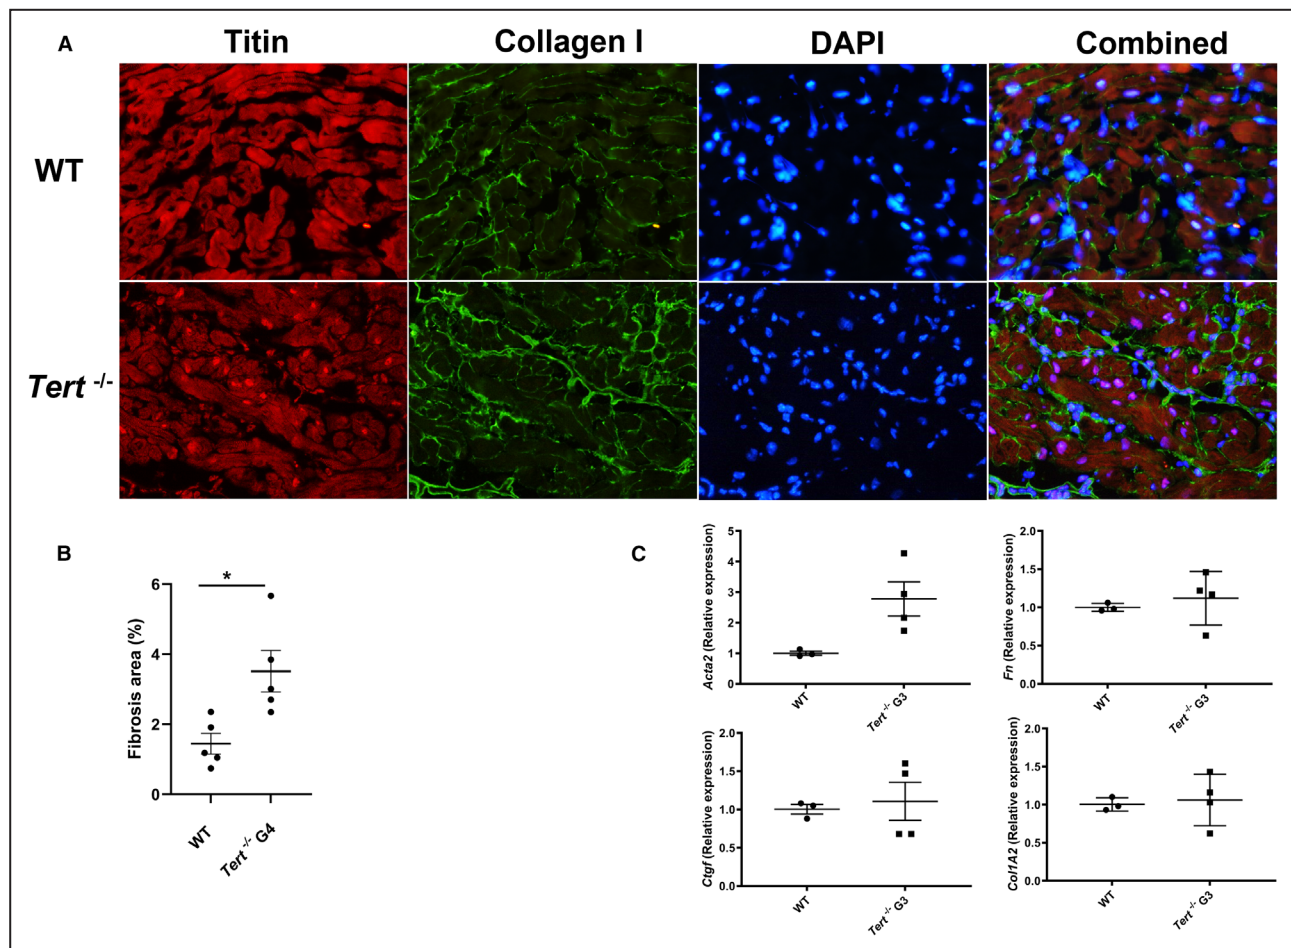 A
Titin
Collagen I
DAPI
Combined
WT
Tert -/-
B
Fibrosis area (%)
6
4
2
0
*
WT
Tert -/- G4
C
Acta2 (Relative expression)
5
4
3
2
1
0
WT
Tert -/- G3
Fn (Relative expression)
2.0
1.5
1.0
0.5
0.0
WT
Tert -/- G3
Ctgf (Relative expression)
2.0
1.5
1.0
0.5
0.0
WT
Tert -/- G3
Col1A2 (Relative expression)
2.0
1.5
1.0
0.5
0.0
WT
Tert -/- G3